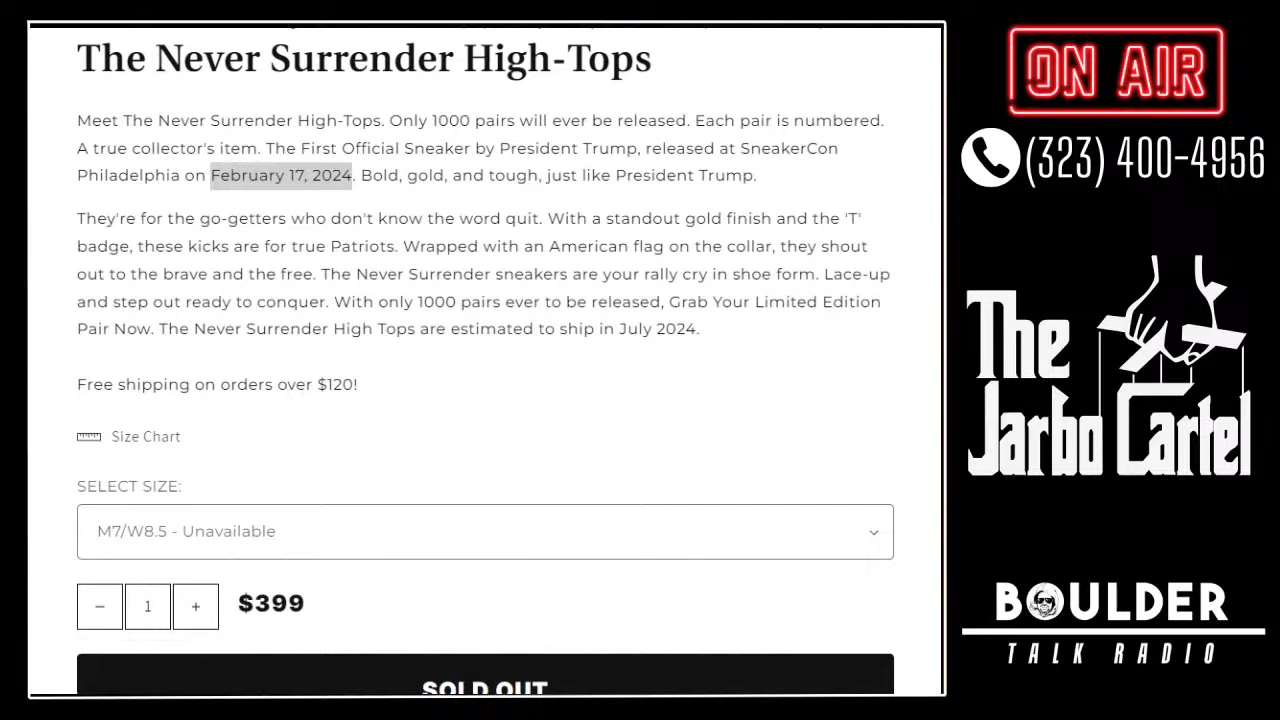 The Never Surrender High-Tops
Meet The Never Surrender High-Tops. Only 1000 pairs will ever be released. Each pair is numbered.
A true collector's item. The First Official Sneaker by President Trump, released at SneakerCon
Philadelphia on February 17, 2024. Bold, gold, and tough, just like President Trump.
They're for the go-getters who don't know the word quit. With a standout gold finish and the 'T'
badge, these kicks are for true Patriots. Wrapped with an American flag on the collar, they shout
out to the brave and the free. The Never Surrender sneakers are your rally cry in shoe form. Lace-up
and step out ready to conquer. With only 1000 pairs ever to be released, Grab Your Limited Edition
Pair Now. The Never Surrender High Tops are estimated to ship in July 2024.
Free shipping on orders over $120!
Size Chart
SELECT SIZE:
M7/W8.5 - Unavailable
− 1 + $399
SOLD OUT
ON AIR
(323) 400-4956
The
Jarbo Cartel
BOULDER
TALK RADIO